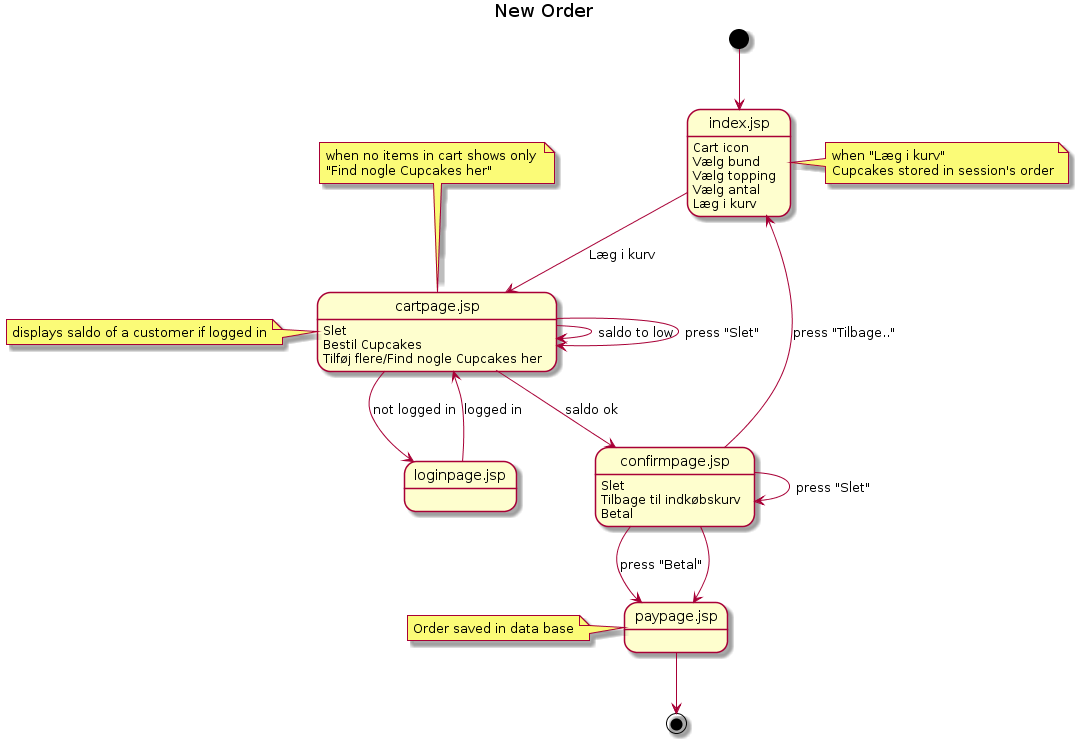 New Order
index.jsp
Cart icon
Vælg bund
Vælg topping
Vælg antal
Læg i kurv
when "Læg i kurv"
Cupcakes stored in session's order
when no items in cart shows only
"Find nogle Cupcakes her"
Læg i kurv
cartpage.jsp
Slet
Bestil Cupcakes
Tilføj flere/Find nogle Cupcakes her
displays saldo of a customer if logged in
saldo to low
press "Slet"
press "Tilbage.."
not logged in
logged in
saldo ok
loginpage.jsp
confirmpage.jsp
Slet
Tilbage til indkøbskurv
Betal
press "Slet"
press "Betal"
paypage.jsp
Order saved in data base